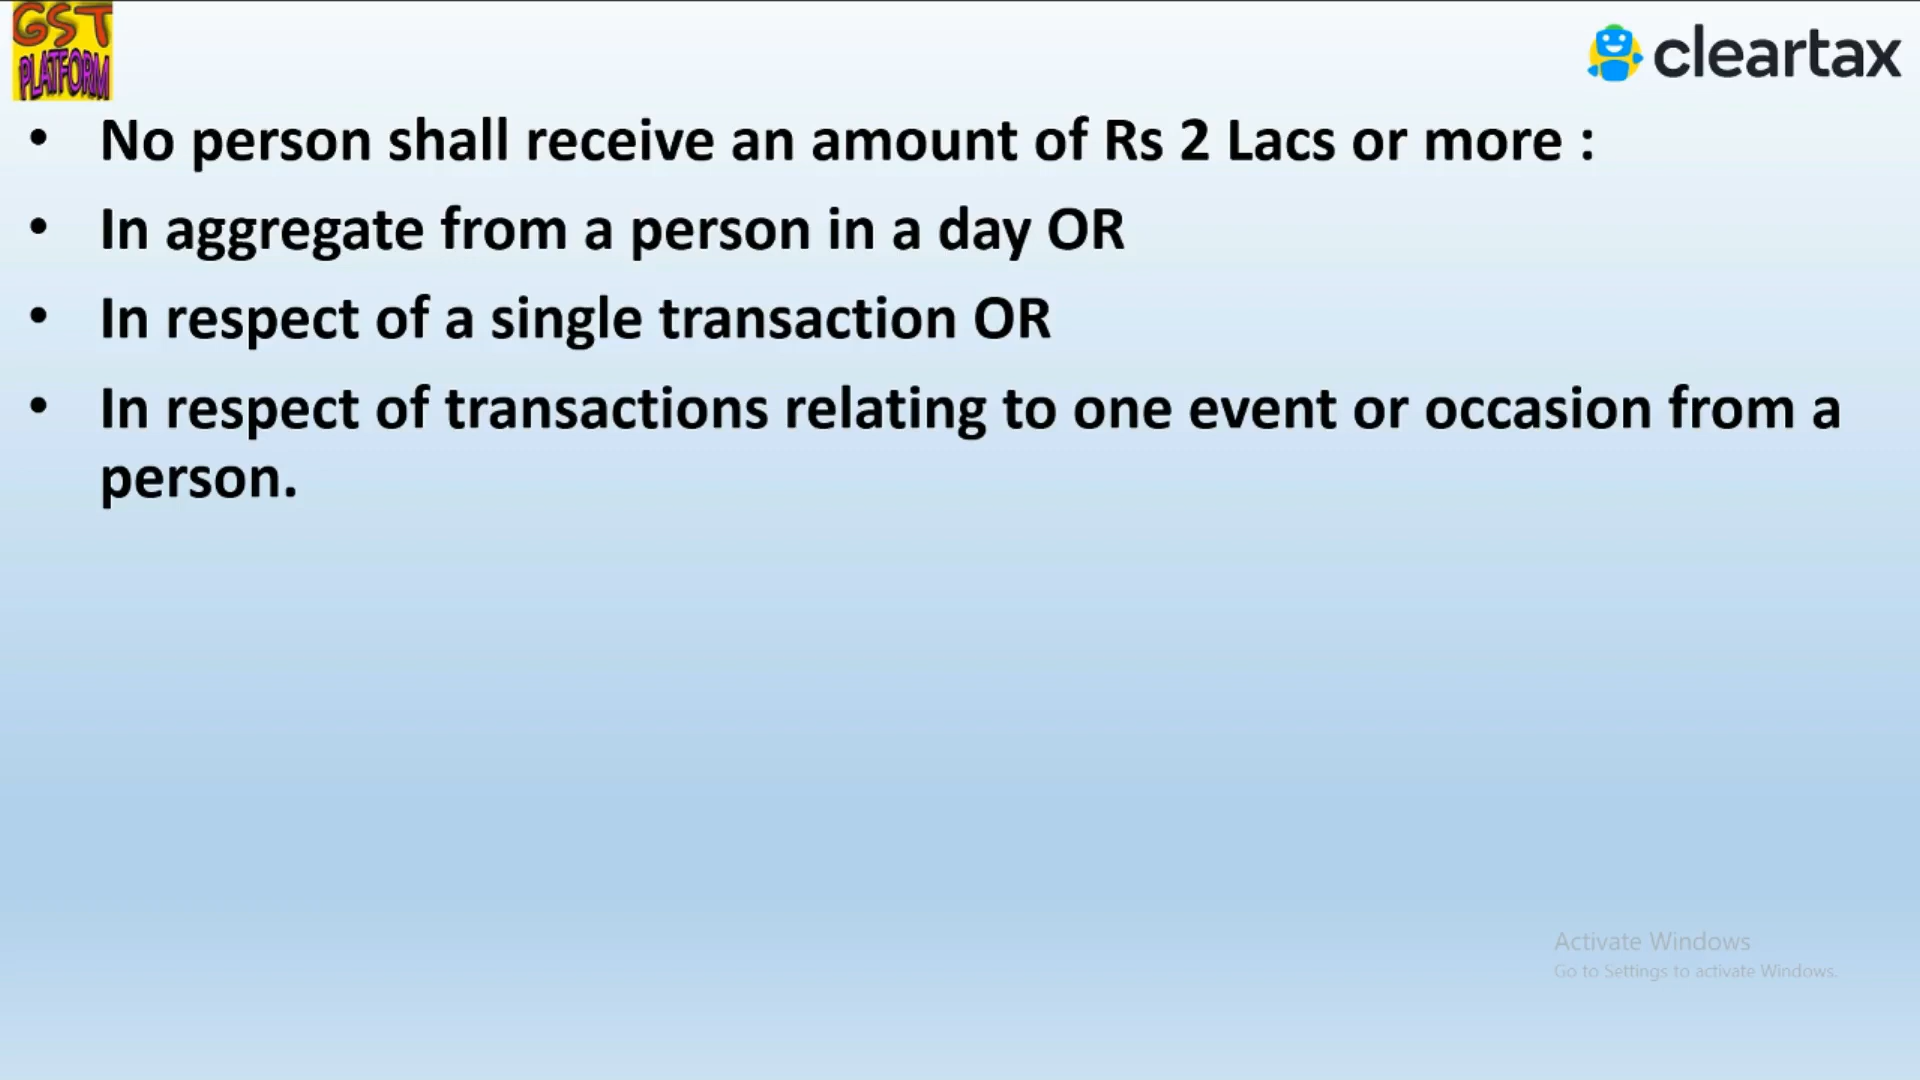 GST
PLATFORM
cleartax
• No person shall receive an amount of Rs 2 Lacs or more :
• In aggregate from a person in a day OR
• In respect of a single transaction OR
• In respect of transactions relating to one event or occasion from a
person.
Activate Windows
Go to Settings to activate Windows.